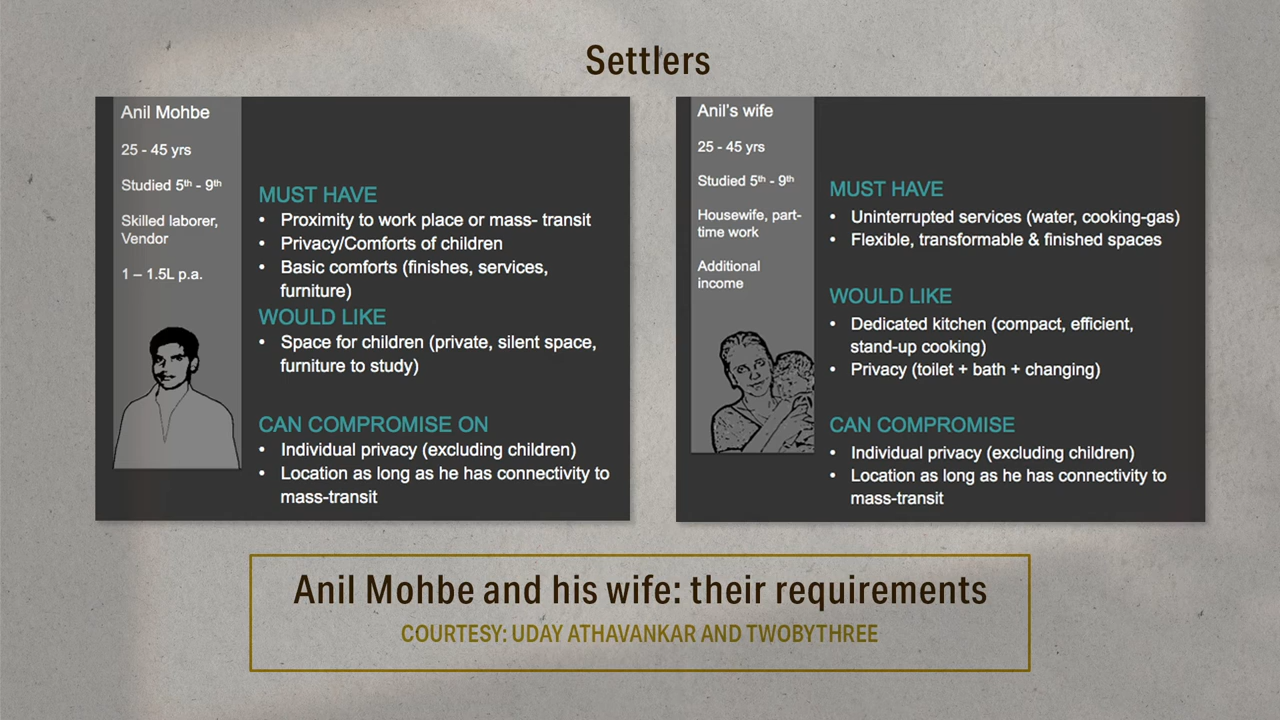 Settlers
Anil Mohbe
25 - 45 yrs
Studied 5th - 9th
Skilled laborer,
Vendor
1 – 1.5L p.a.
MUST HAVE
• Proximity to work place or mass- transit
• Privacy/Comforts of children
• Basic comforts (finishes, services,
furniture)
WOULD LIKE
• Space for children (private, silent space,
furniture to study)
CAN COMPROMISE ON
• Individual privacy (excluding children)
• Location as long as he has connectivity to
mass-transit
Anil's wife
25 - 45 yrs
Studied 5th - 9th
Housewife, part-
time work
Additional
income
MUST HAVE
• Uninterrupted services (water, cooking-gas)
• Flexible, transformable & finished spaces
WOULD LIKE
• Dedicated kitchen (compact, efficient,
stand-up cooking)
• Privacy (toilet + bath + changing)
CAN COMPROMISE
• Individual privacy (excluding children)
• Location as long as he has connectivity to
mass-transit
Anil Mohbe and his wife: their requirements
COURTESY: UDAY ATHAVANKAR AND TWOBYTHREE